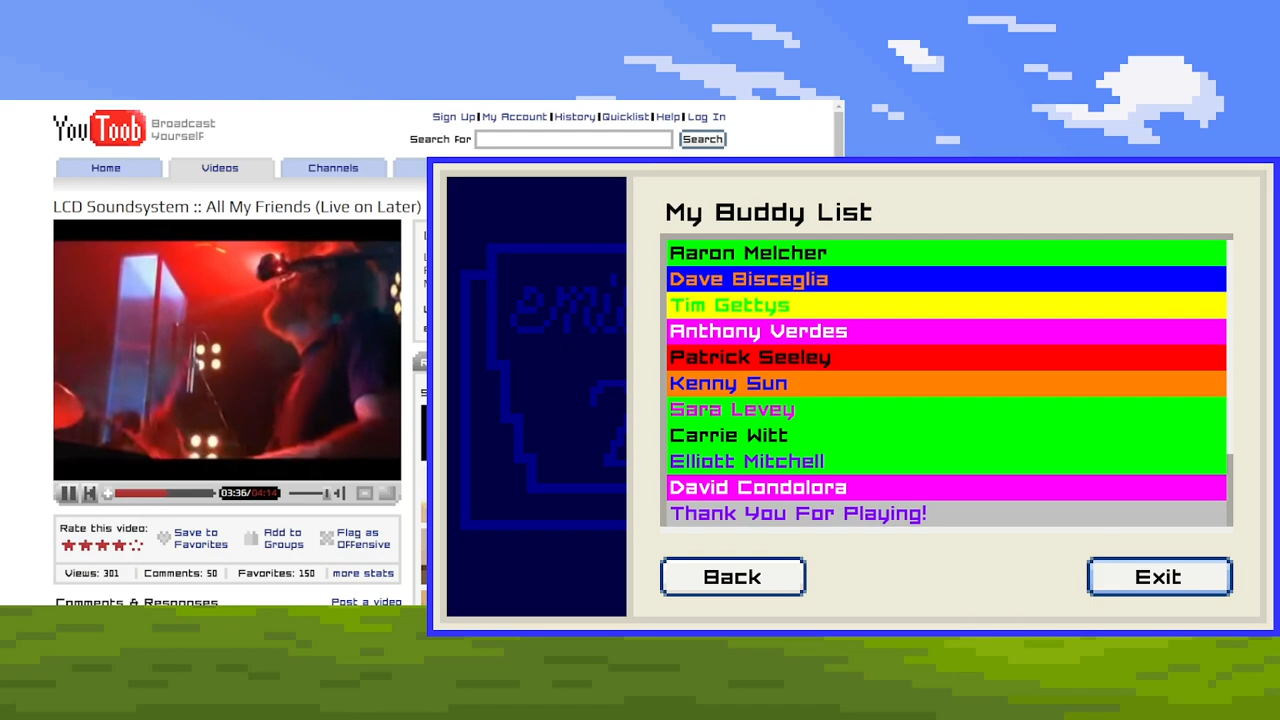 YouToob
Broadcast
Yourself
Sign Up My Account History Quicklist Help Log In
Search for
Search
Home
Videos
Channels
LCD Soundsystem :: All My Friends (Live on Later)
03:36/04:14
Rate this video:
Save to
Favorites
Add to
Groups
Flag as
Offensive
Views: 301
Comments: 50
Favorites: 150
more stats
Comments & Responses
Post a video
My Buddy List
Aaron Melcher
Dave Bisceglia
Tim Gettys
Anthony Verdes
Patrick Seeley
Kenny Sun
Sara Levey
Carrie Witt
Elliott Mitchell
David Condolora
Thank You For Playing!
Back
Exit